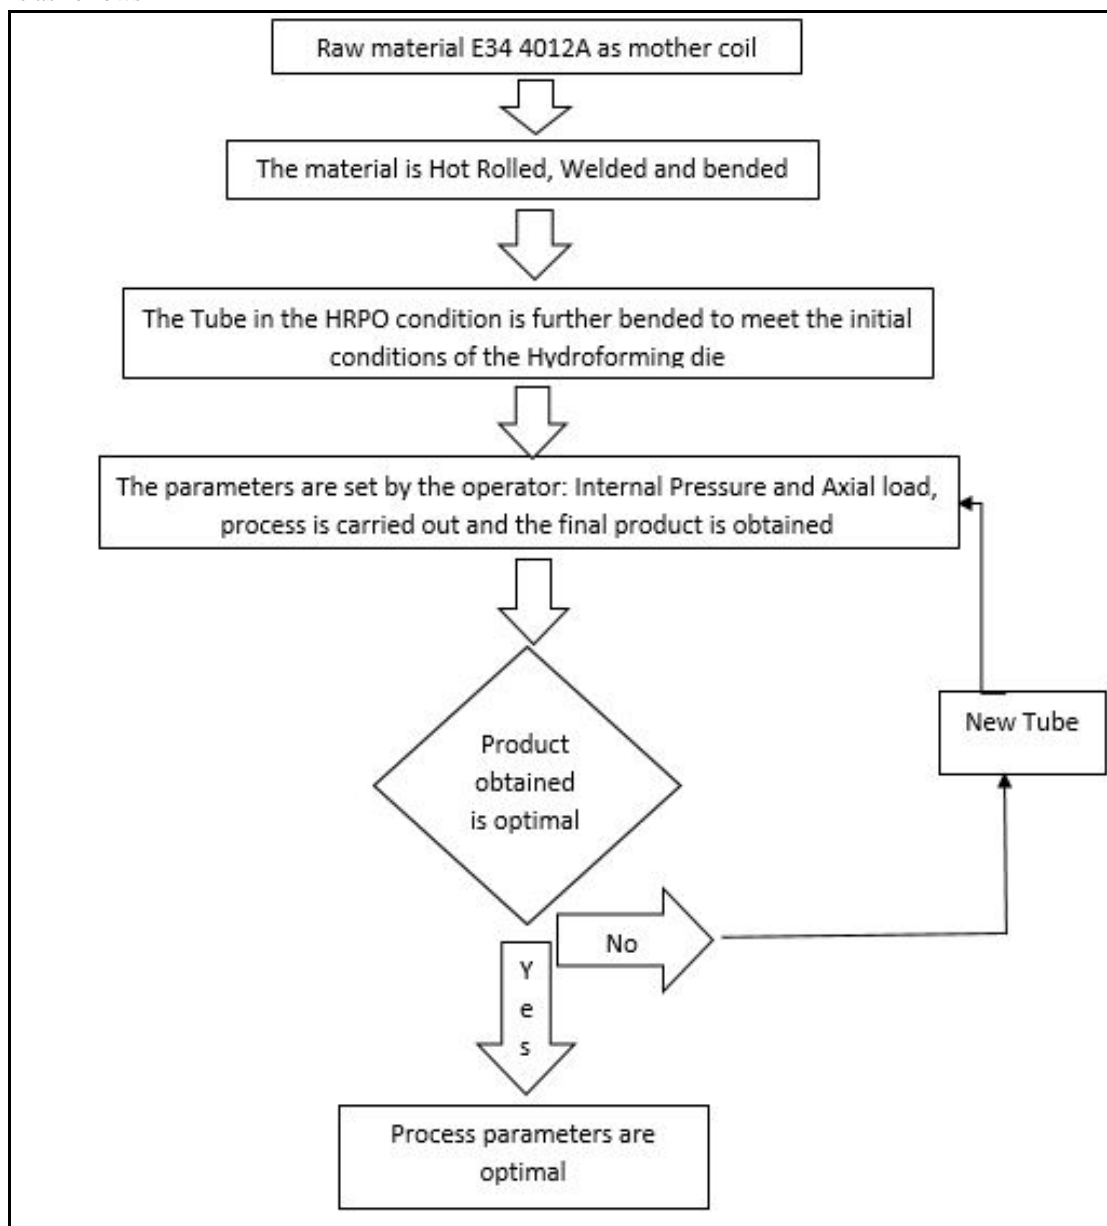 Raw material E34 4012A as mother coil
The material is Hot Rolled, Welded and bended
The Tube in the HRPO condition is further bended to meet the initial
conditions of the Hydroforming die
The parameters are set by the operator: Internal Pressure and Axial load,
process is carried out and the final product is obtained
Product
obtained
is optimal
New Tube
No
Y
e
s
Process parameters are
optimal